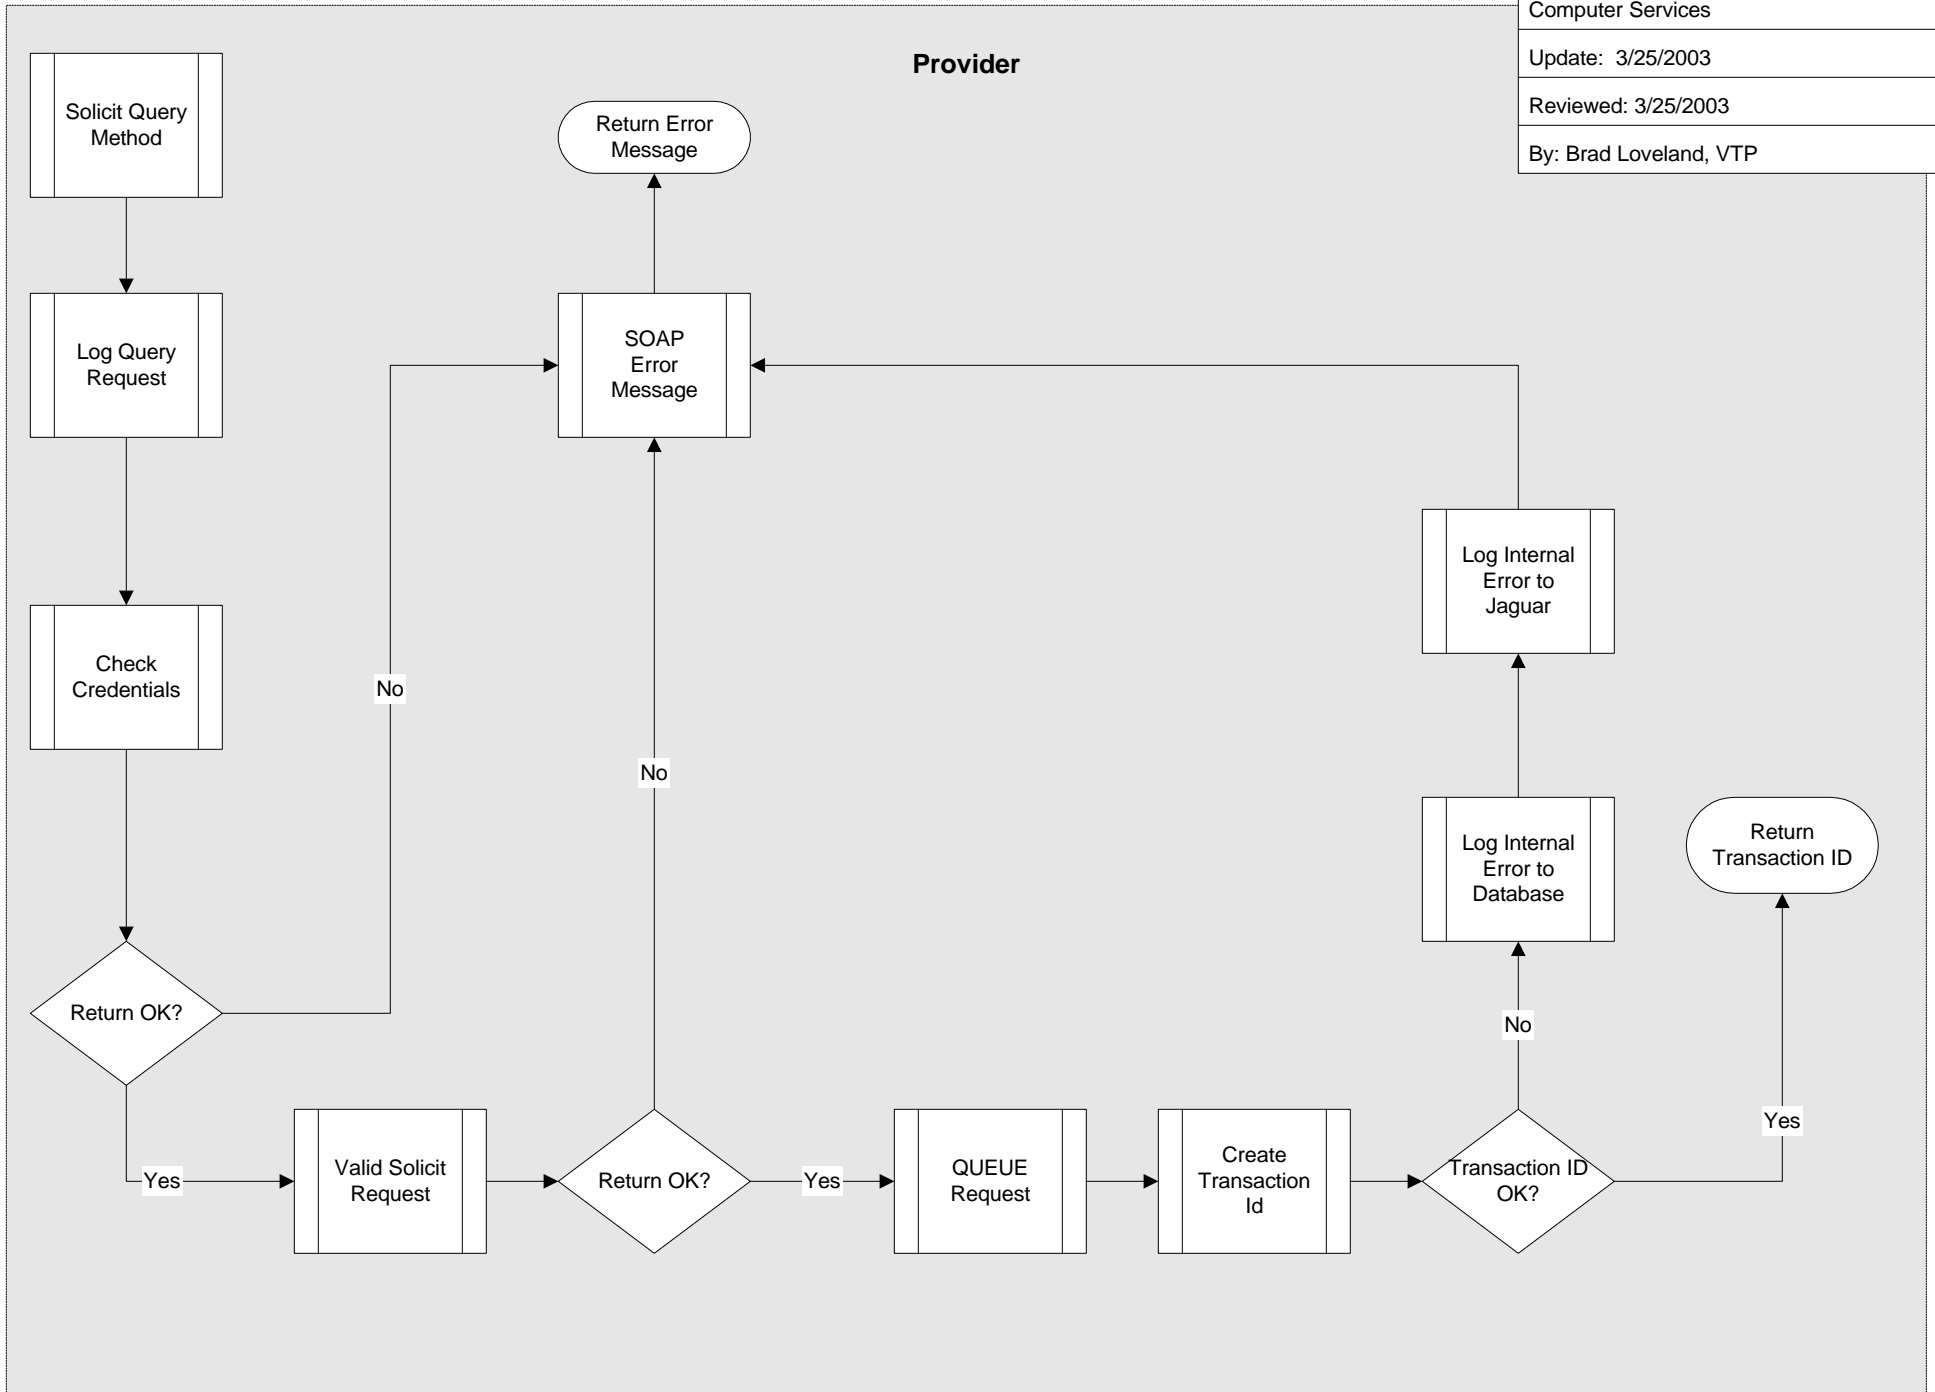 Computer Services
Update: 3/25/2003
Reviewed: 3/25/2003
By: Brad Loveland, VTP
Provider
Solicit Query
Method
Return Error
Message
Log Query
Request
SOAP
Error
Message
Log Internal
Error to
Jaguar
Check
Credentials
No
No
Log Internal
Error to
Database
Return
Transaction ID
Return OK?
No
Yes
Yes
Valid Solicit
Request
Return OK?
Yes
QUEUE
Request
Create
Transaction
Id
Transaction ID
OK?